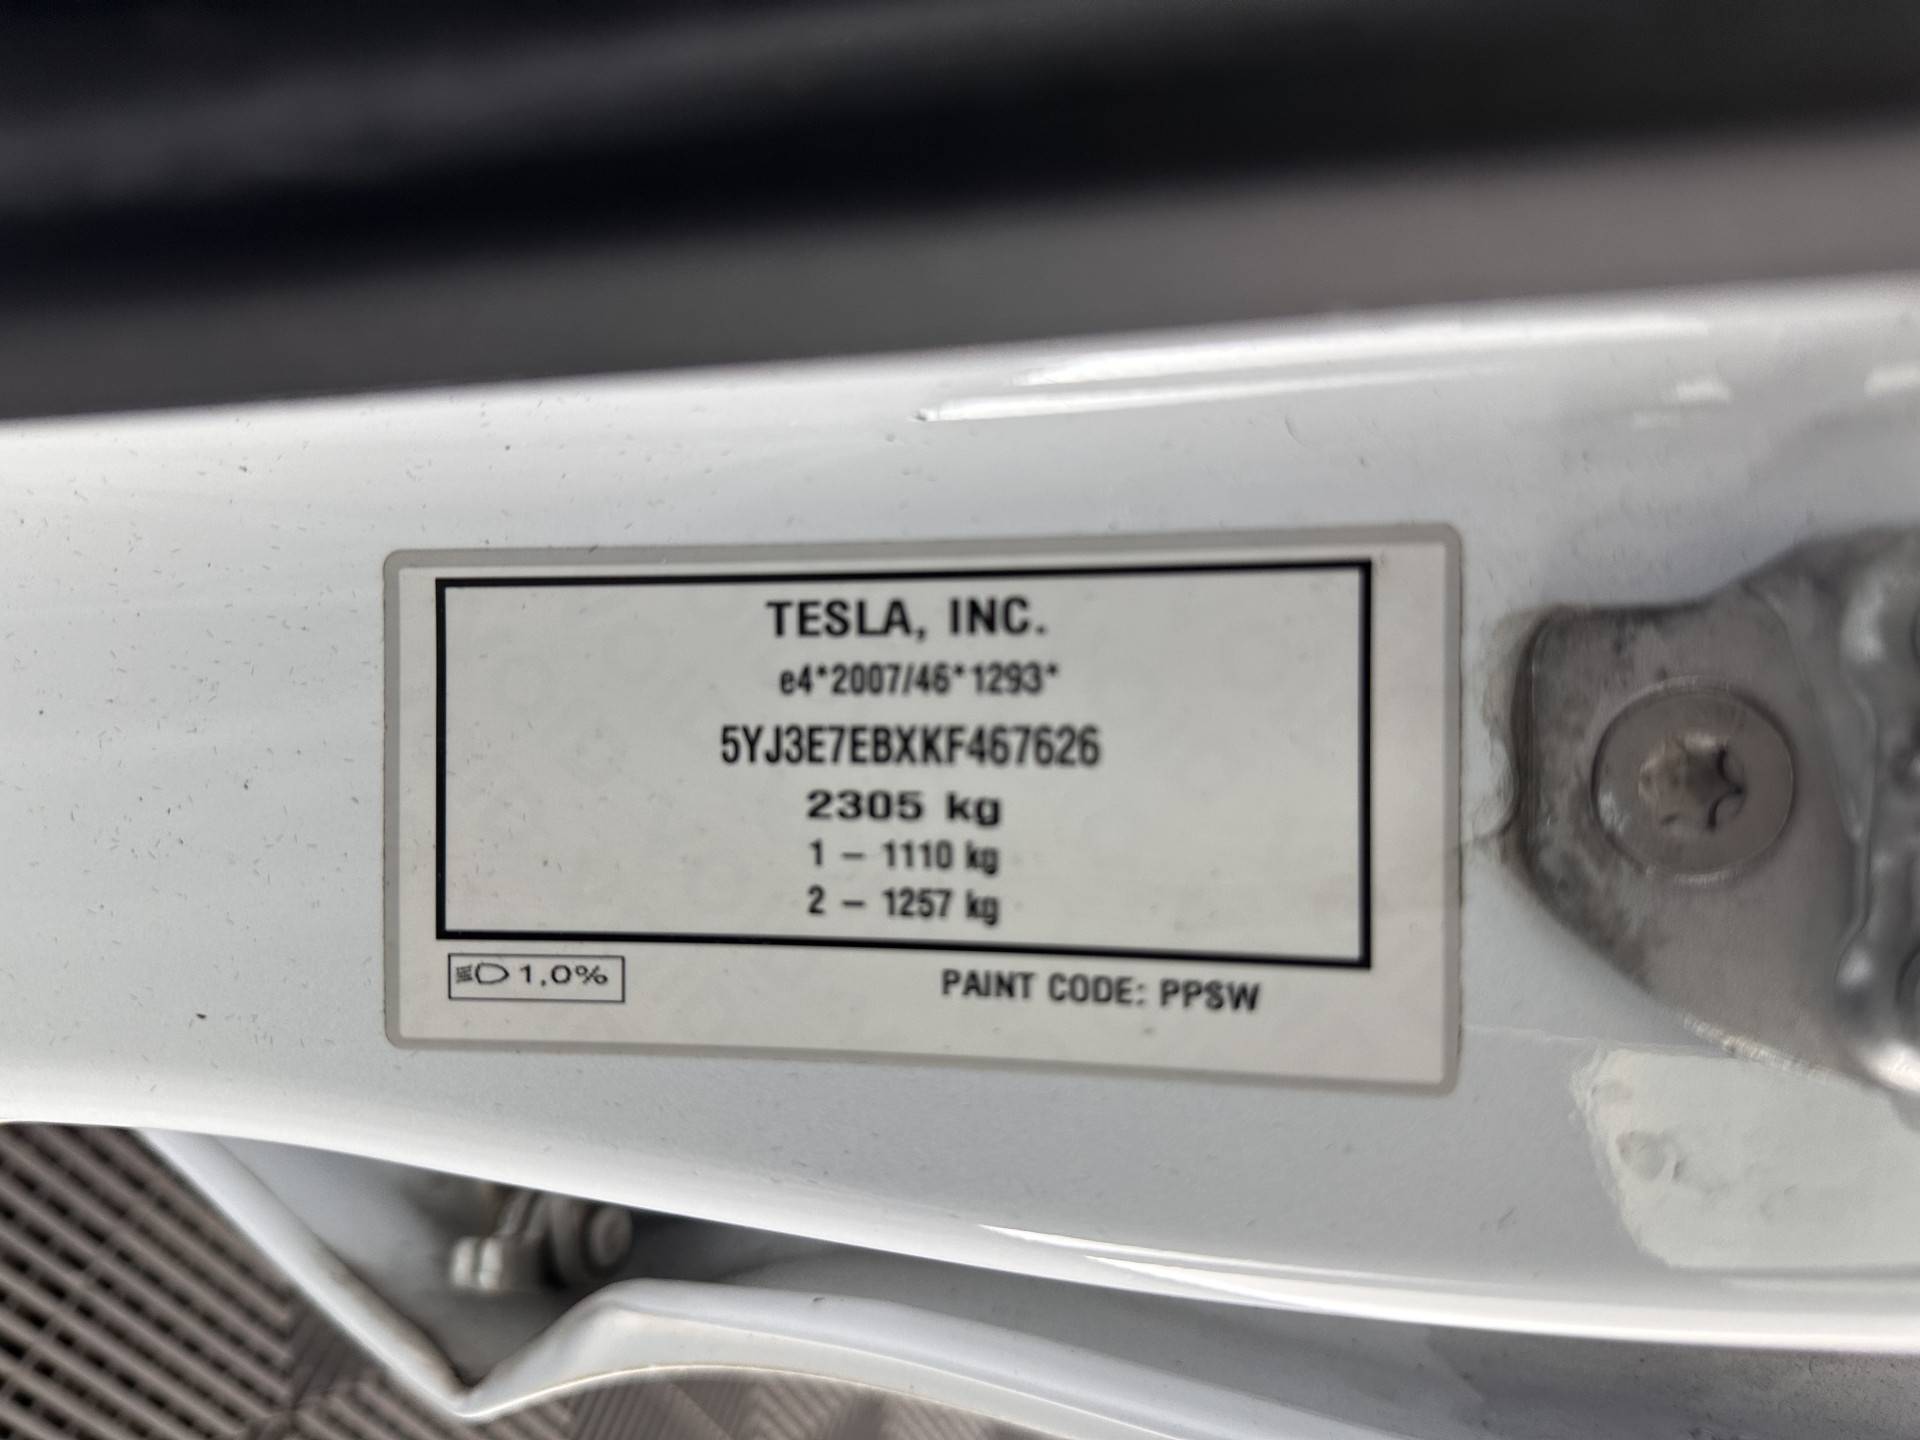 TESLA, INC.
e4*2007/46*1293*
5YJ3E7EBXKF467626
2305 kg
1 – 1110 kg
2 – 1257 kg
1,0%
PAINT CODE: PPSW